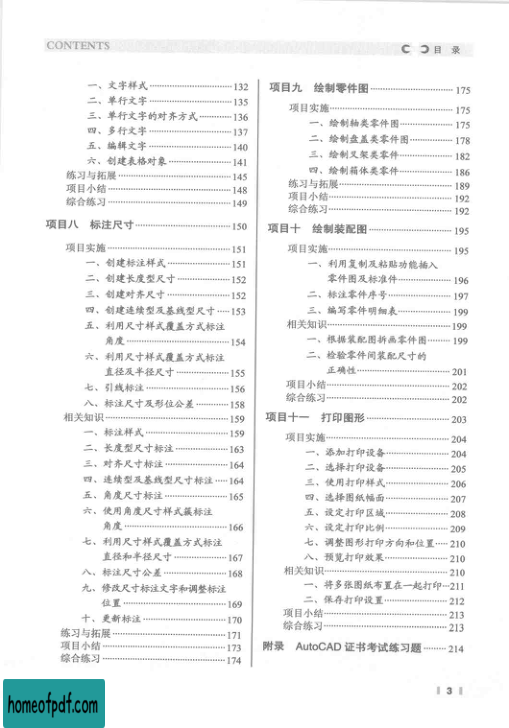 CONTENTS
目 录
一、文字样式 132
二、单行文字 135
三、单行文字的对齐方式 136
四、多行文字 137
五、编辑文字 140
六、创建表格对象 141
练习与拓展 145
项目小结 148
综合练习 149
项目八 标注尺寸 150
项目实施 151
一、创建标注样式 151
二、创建长度型尺寸 152
三、创建对齐尺寸 152
四、创建连续型及基线型尺寸 153
五、利用尺寸样式覆盖方式标注
角度 154
六、利用尺寸样式覆盖方式标注
直径及半径尺寸 155
七、引线标注 156
八、标注尺寸及形位公差 158
相关知识 159
一、标注样式 159
二、长度型尺寸标注 163
三、对齐尺寸标注 164
四、连续型及基线型尺寸标注 164
五、角度尺寸标注 165
六、使用角度尺寸样式簇标注
角度 166
七、利用尺寸样式覆盖方式标注
直径和半径尺寸 167
八、标注尺寸公差 168
九、修改尺寸标注文字和调整标注
位置 169
十、更新标注 170
练习与拓展 171
项目小结 173
综合练习 174
项目九 绘制零件图 175
项目实施 175
一、绘制轴类零件图 175
二、绘制盘盖类零件图 178
三、绘制叉架类零件 182
四、绘制箱体类零件 186
练习与拓展 189
项目小结 192
综合练习 192
项目十 绘制装配图 195
项目实施 195
一、利用复制及粘贴功能插入
零件图及标准件 196
二、标注零件序号 197
三、编写零件明细表 199
相关知识 199
一、根据装配图拆画零件图 199
二、检验零件间装配尺寸的
正确性 201
项目小结 202
综合练习 202
项目十一 打印图形 203
项目实施 204
一、添加打印设备 204
二、选择打印设备 205
三、使用打印样式 206
四、选择图纸幅面 207
五、设定打印区域 208
六、设定打印比例 209
七、调整图形打印方向和位置 210
八、预览打印效果 210
相关知识 210
一、将多张图纸布置在一起打印 211
二、保存打印设置 212
项目小结 213
综合练习 213
附录 AutoCAD 证书考试练习题 214
3
homeofpdf.com